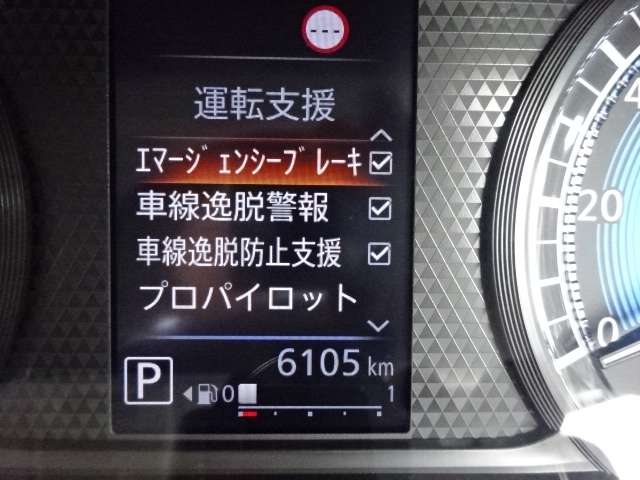 ---
運転支援
ｴﾏｰｼﾞｪﾝｼｰﾌﾞﾚｰｷ
車線逸脱警報
車線逸脱防止支援
プロパイロット
6105 km
P
0 1
20
0